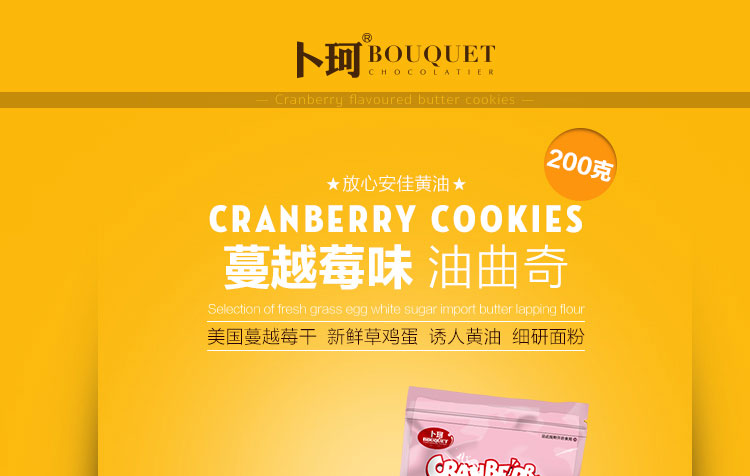 卜珂® BOUQUET
CHOCOLATIER
— Cranberry flavoured butter cookies —
200克
★放心安佳黄油★
CRANBERRY COOKIES
蔓越莓味 油曲奇
Selection of fresh grass egg white sugar import butter lapping flour
美国蔓越莓干 新鲜草鸡蛋 诱人黄油 细研面粉
卜珂
BOUQUET